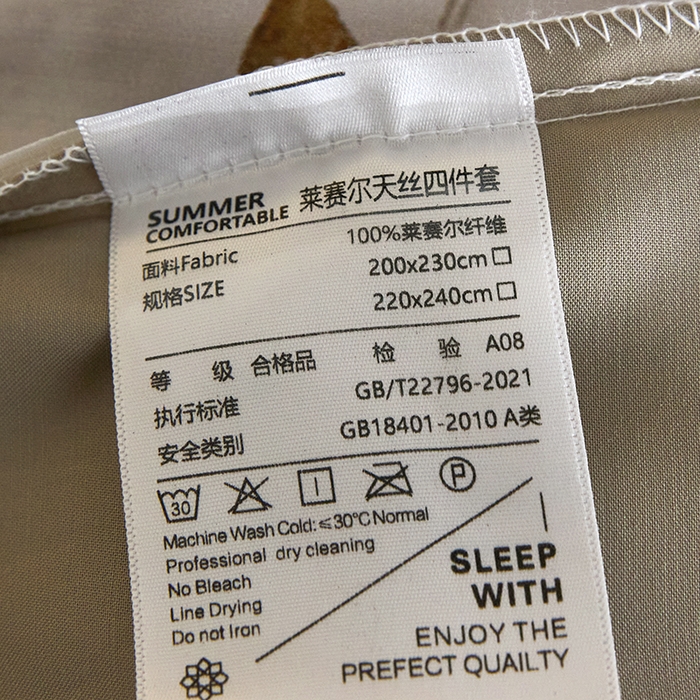 SUMMER COMFORTABLE 莱赛尔天丝四件套
面料Fabric 100%莱赛尔纤维
规格SIZE 200x230cm
220x240cm
等 级 合格品 检 验 A08
执行标准 GB/T22796-2021
安全类别 GB18401-2010 A类
30 P
Machine Wash Cold:≤30℃ Normal
Professional dry cleaning
No Bleach
Line Drying
Do not Iron
SLEEP
WITH
ENJOY THE
PREFECT QUAILTY